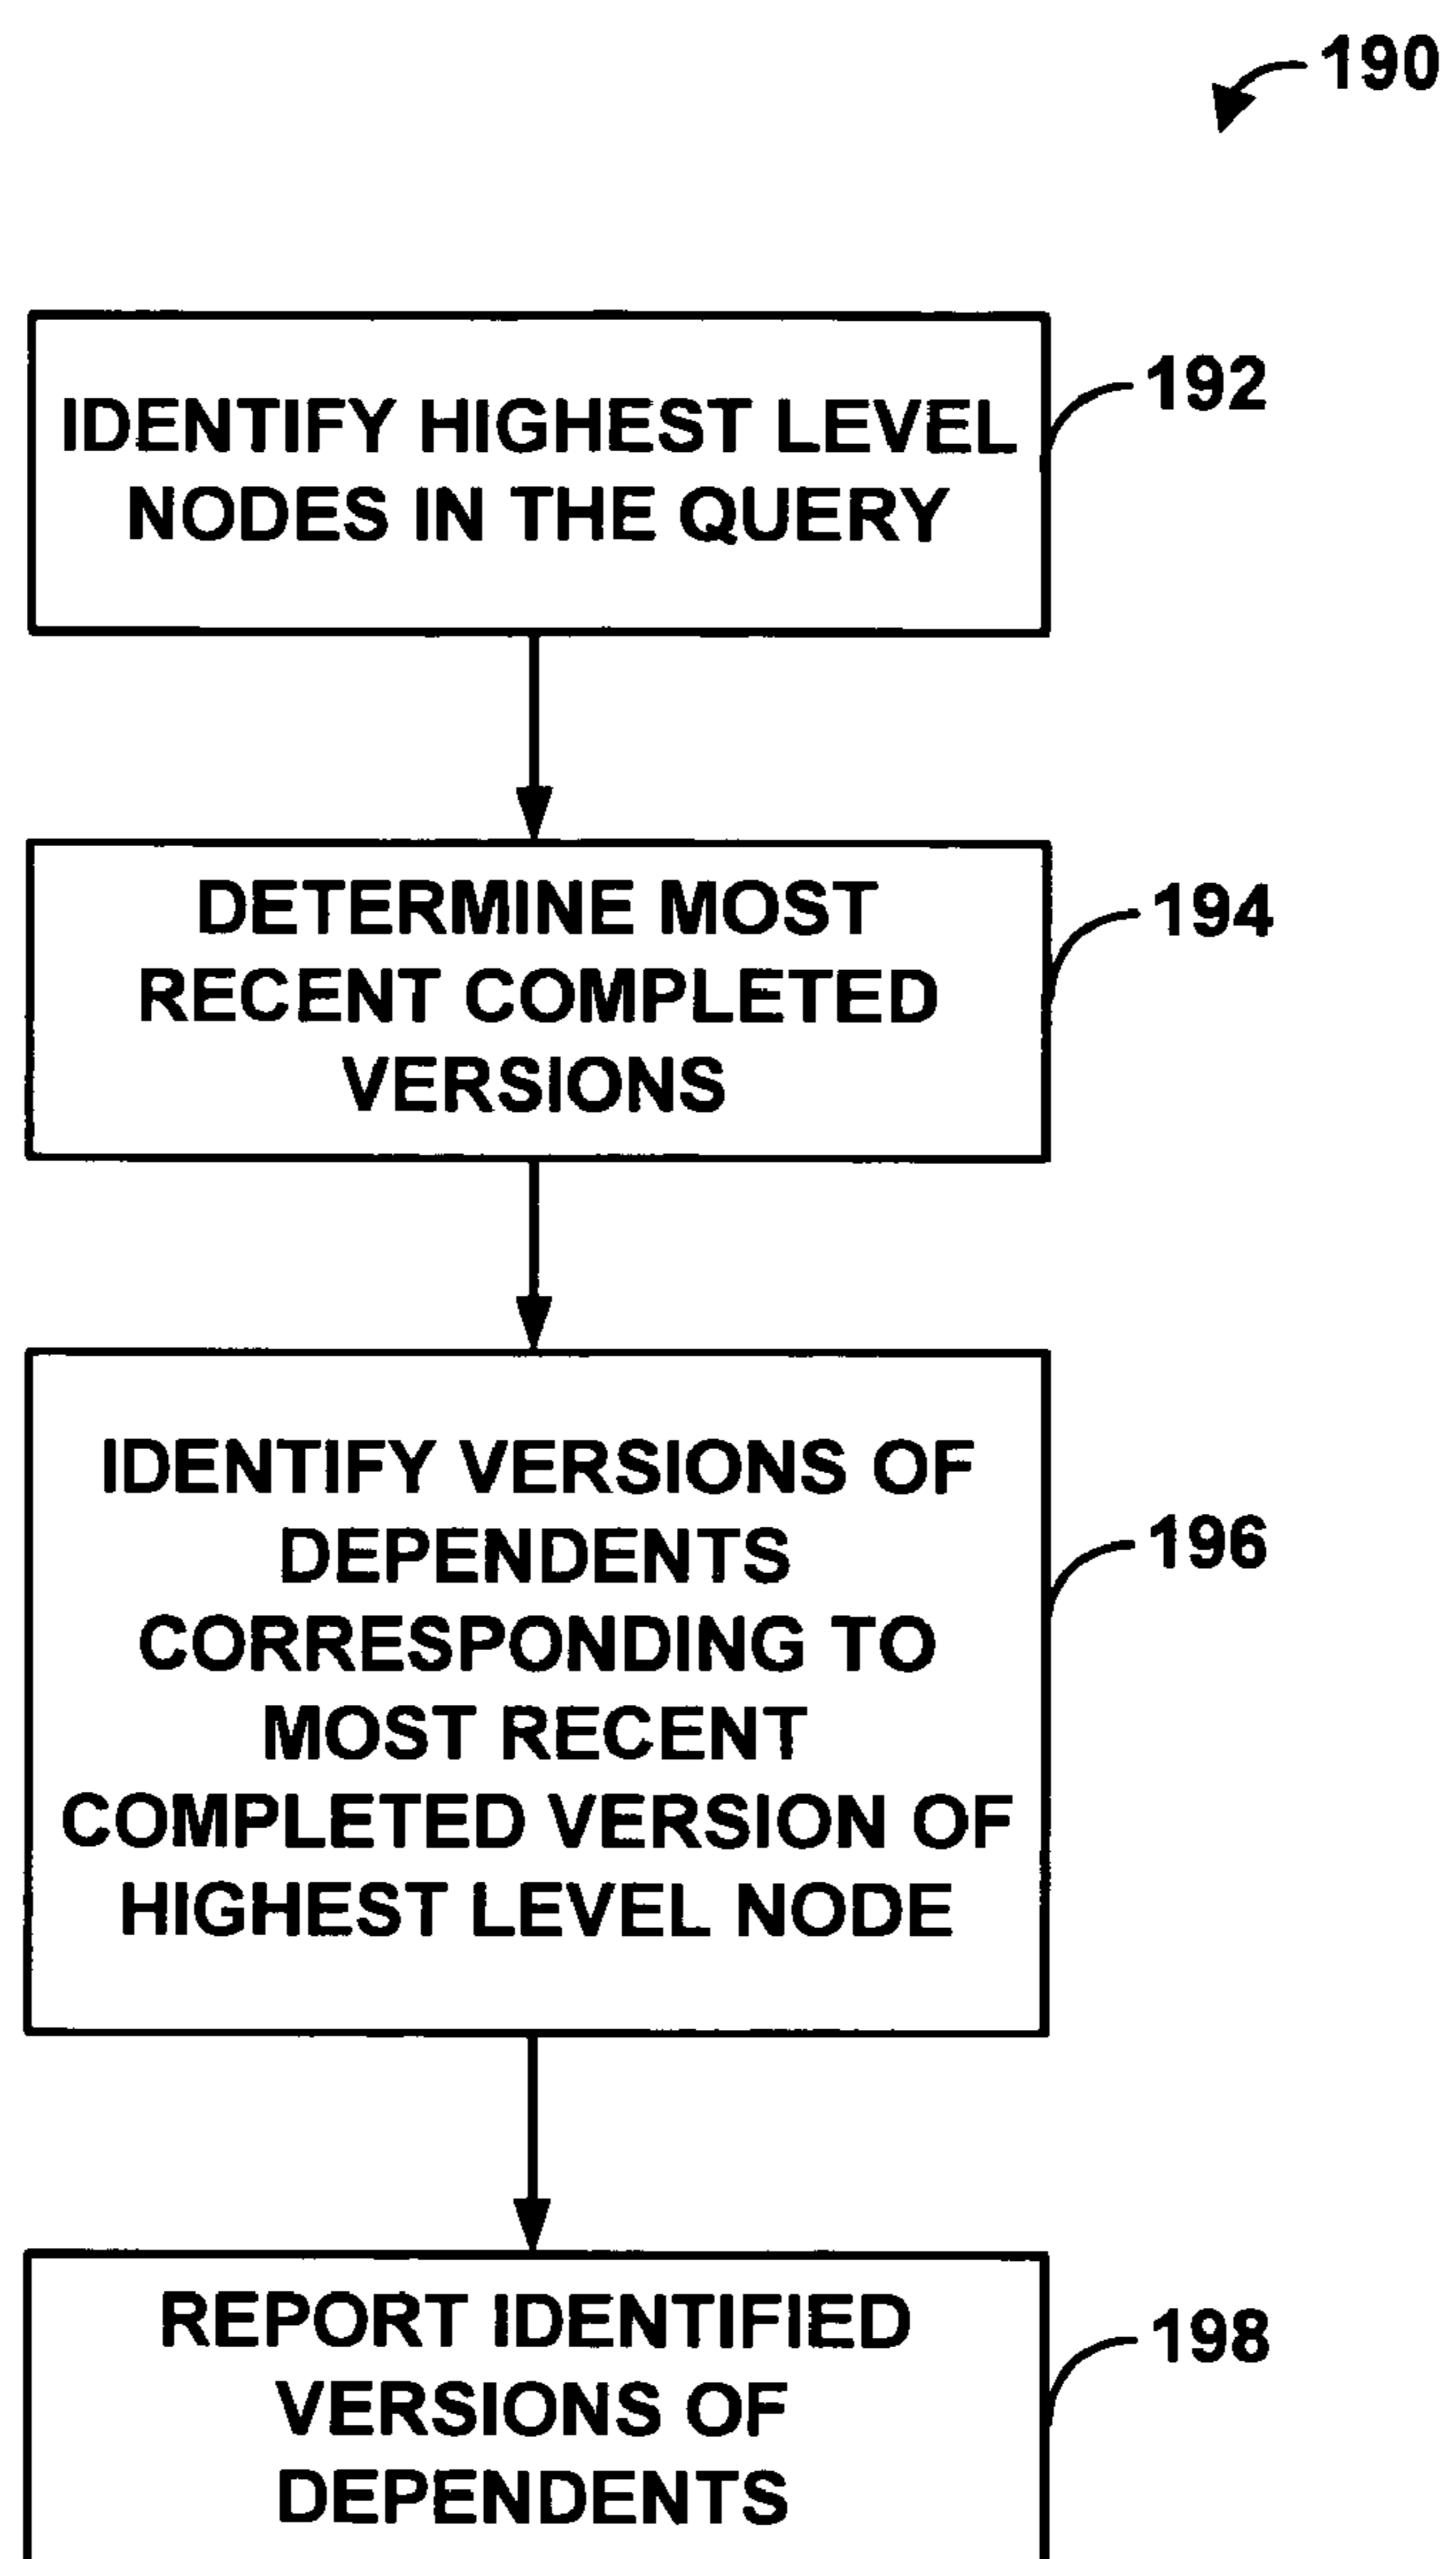 190
IDENTIFY HIGHEST LEVEL
NODES IN THE QUERY
192
DETERMINE MOST
RECENT COMPLETED
VERSIONS
194
IDENTIFY VERSIONS OF
DEPENDENTS
CORRESPONDING TO
MOST RECENT
COMPLETED VERSION OF
HIGHEST LEVEL NODE
196
REPORT IDENTIFIED
VERSIONS OF
DEPENDENTS
198